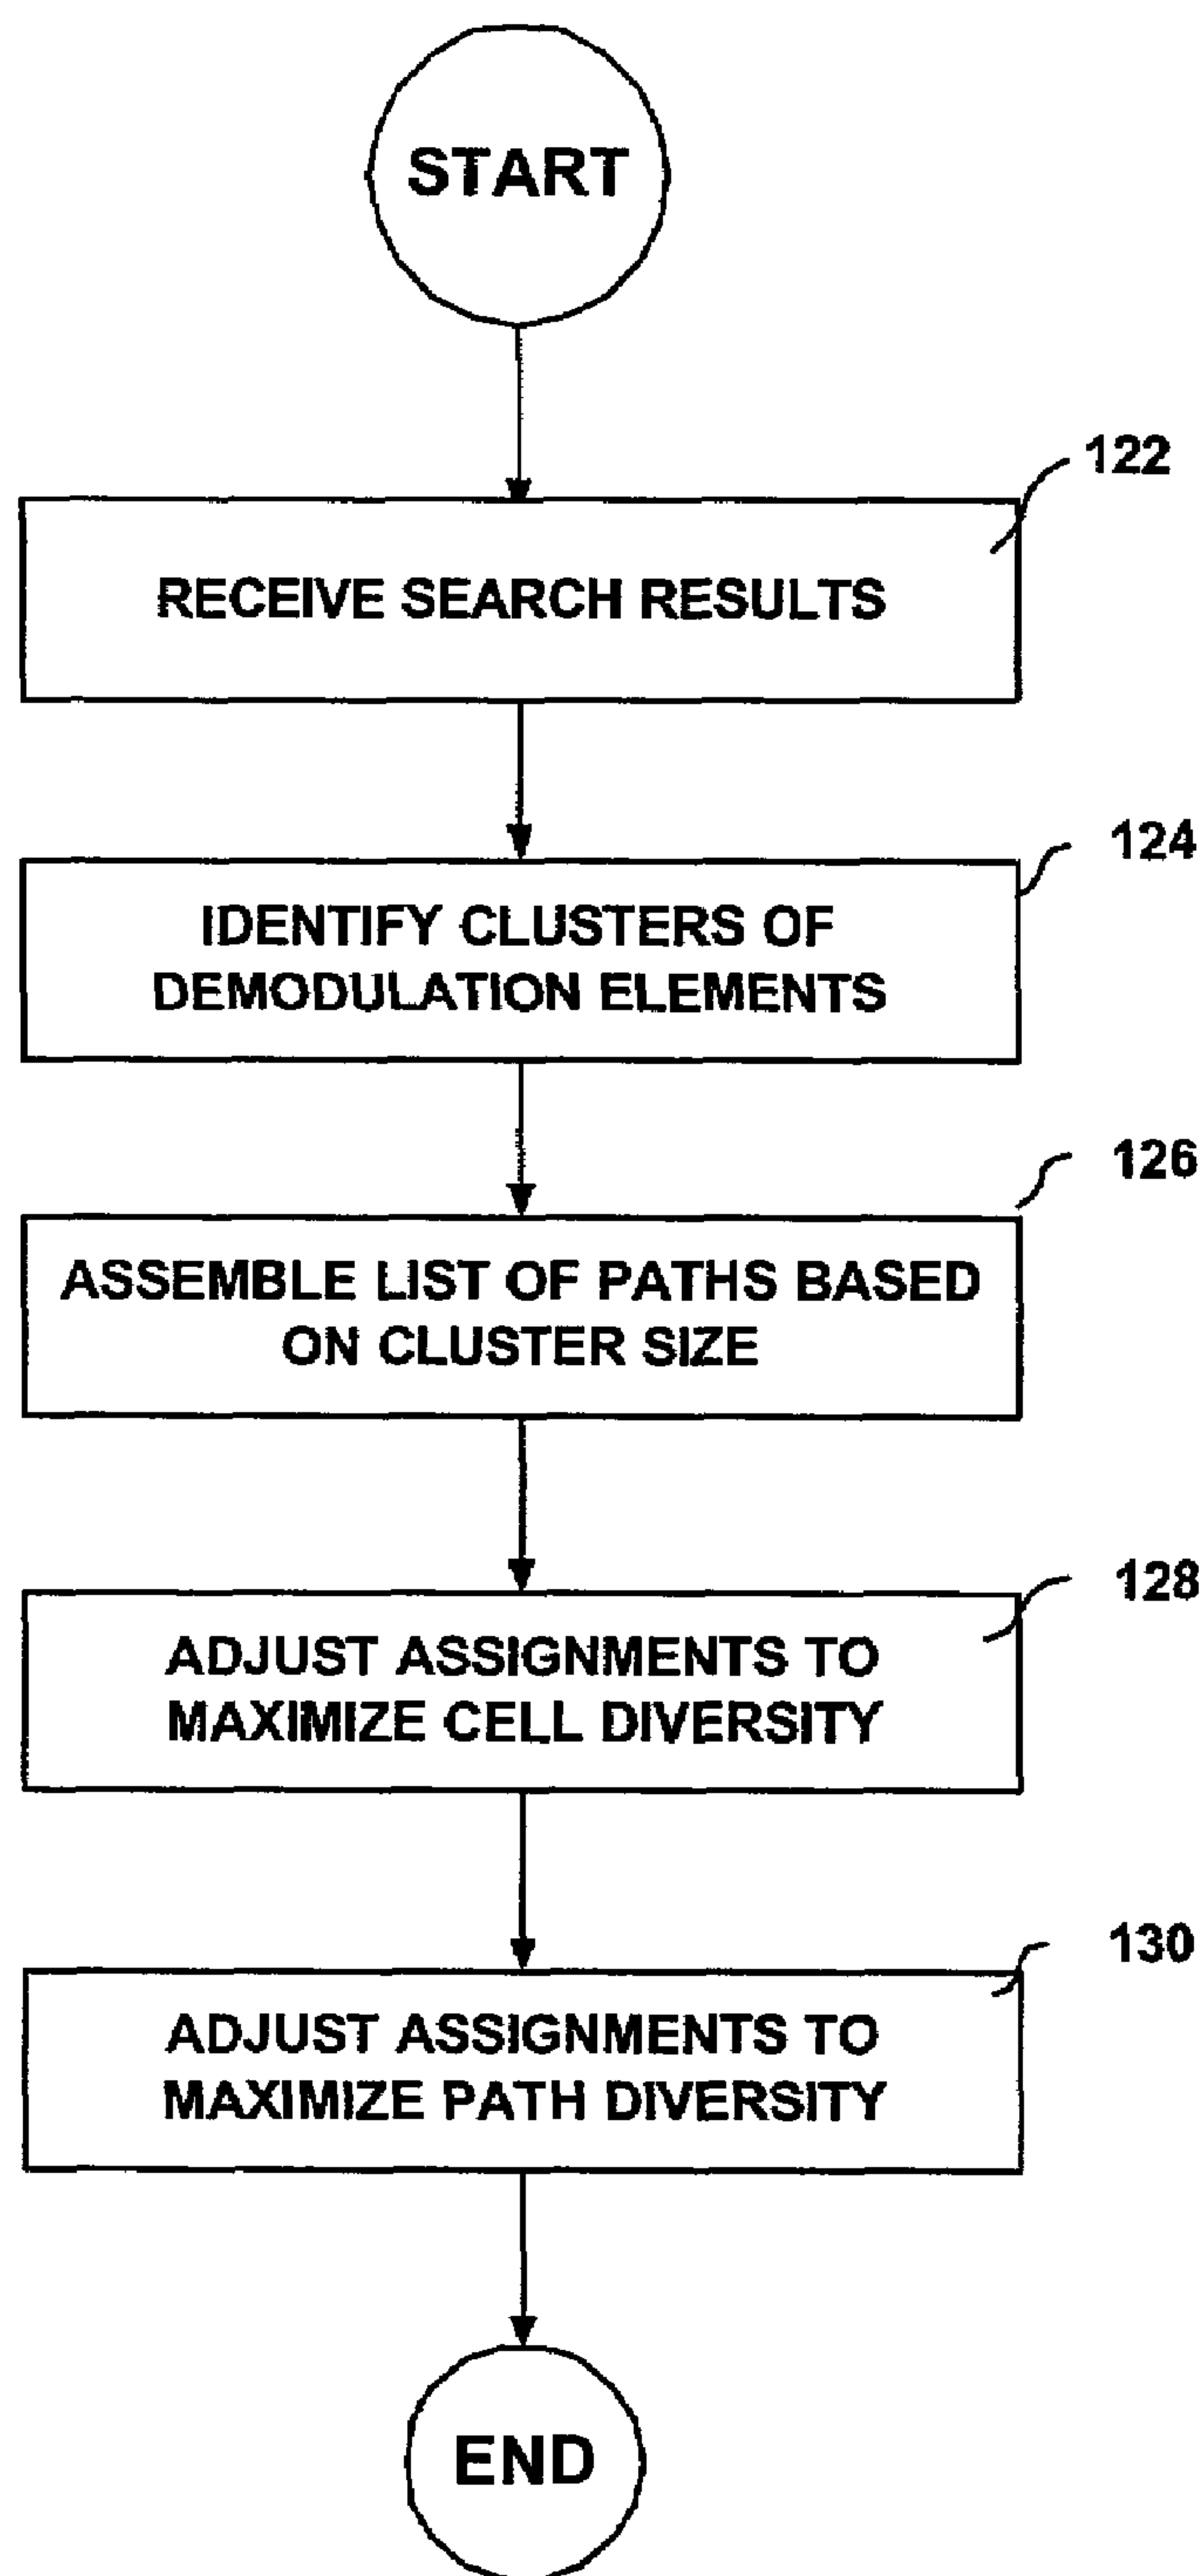 START
122
RECEIVE SEARCH RESULTS
124
IDENTIFY CLUSTERS OF
DEMODULATION ELEMENTS
126
ASSEMBLE LIST OF PATHS BASED
ON CLUSTER SIZE
128
ADJUST ASSIGNMENTS TO
MAXIMIZE CELL DIVERSITY
130
ADJUST ASSIGNMENTS TO
MAXIMIZE PATH DIVERSITY
END